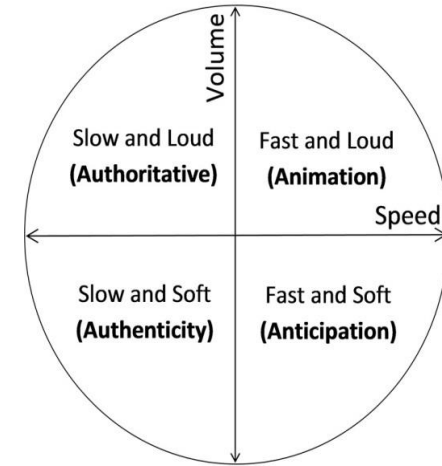 Volume
Slow and Loud
(Authoritative)
Fast and Loud
(Animation)
Speed
Slow and Soft
(Authenticity)
Fast and Soft
(Anticipation)